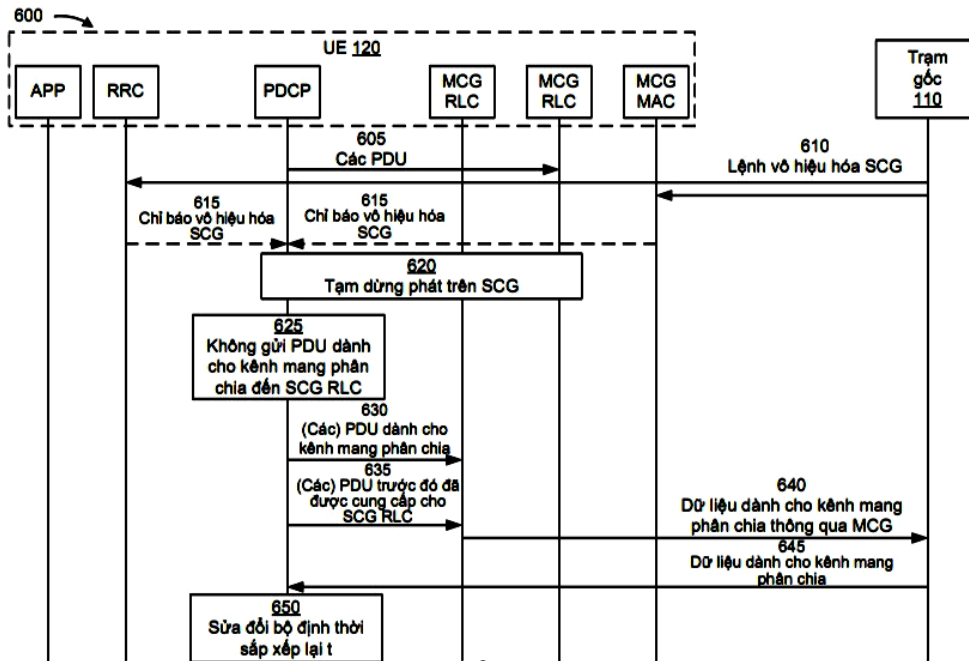 600
UE 120
APP
RRC
PDCP
MCG
RLC
MCG
RLC
MCG
MAC
Trạm
gốc
110
605
Các PDU
610
Lệnh vô hiệu hóa SCG
615
Chỉ báo vô hiệu hóa
SCG
615
Chỉ báo vô hiệu hóa
SCG
620
Tạm dừng phát trên SCG
625
Không gửi PDU dành
cho kênh mang phân
chia đến SCG RLC
630
(Các) PDU dành cho
kênh mang phân chia
635
(Các) PDU trước đó đã
được cung cấp cho
SCG RLC
640
Dữ liệu dành cho kênh mang
phân chia thông qua MCG
645
Dữ liệu dành cho kênh mang
phân chia
650
Sửa đổi bộ định thời
sắp xếp lại t